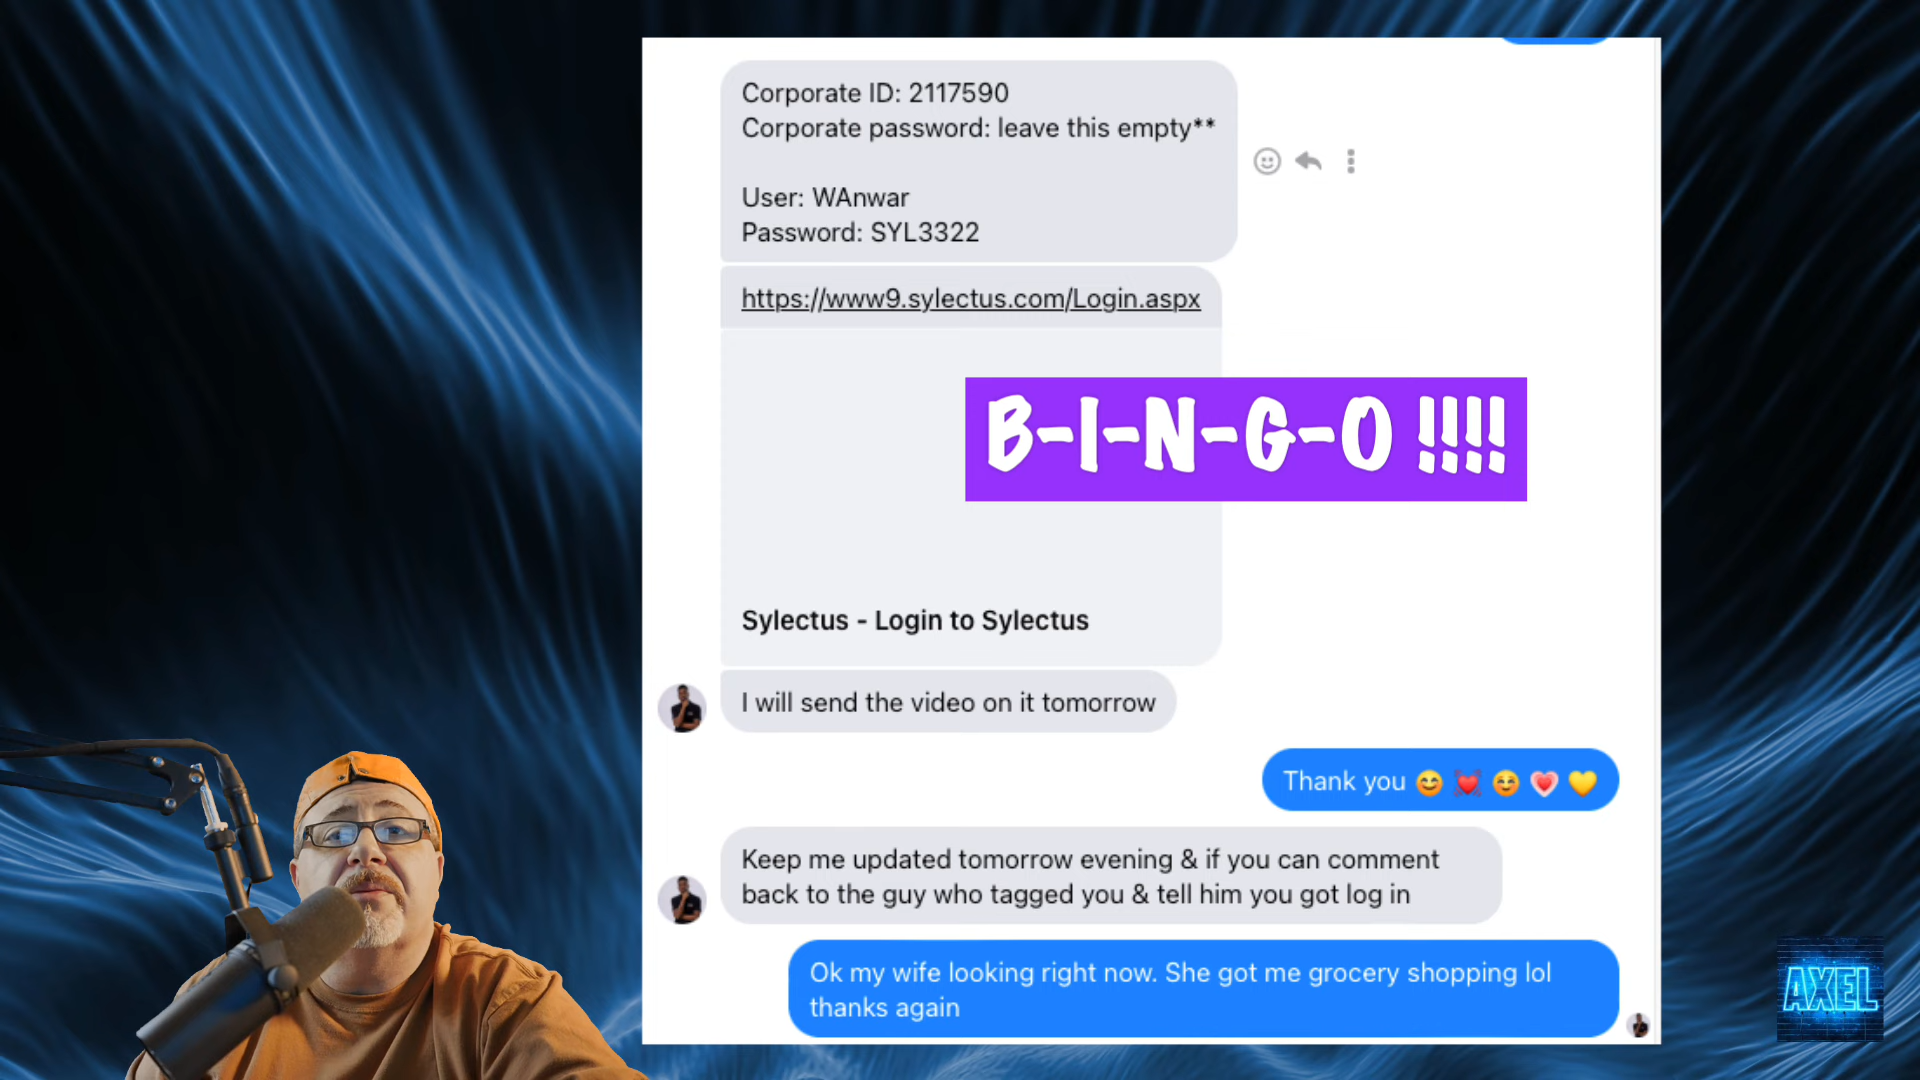 Corporate ID: 2117590
Corporate password: leave this empty**
User: WAnwar
Password: SYL3322
https://www9.sylectus.com/Login.aspx
B-I-N-G-O !!!!
Sylectus - Login to Sylectus
I will send the video on it tomorrow
Thank you 😊 💓 ☺️ 💗 💛
Keep me updated tomorrow evening & if you can comment
back to the guy who tagged you & tell him you got log in
Ok my wife looking right now. She got me grocery shopping lol
thanks again
AXEL